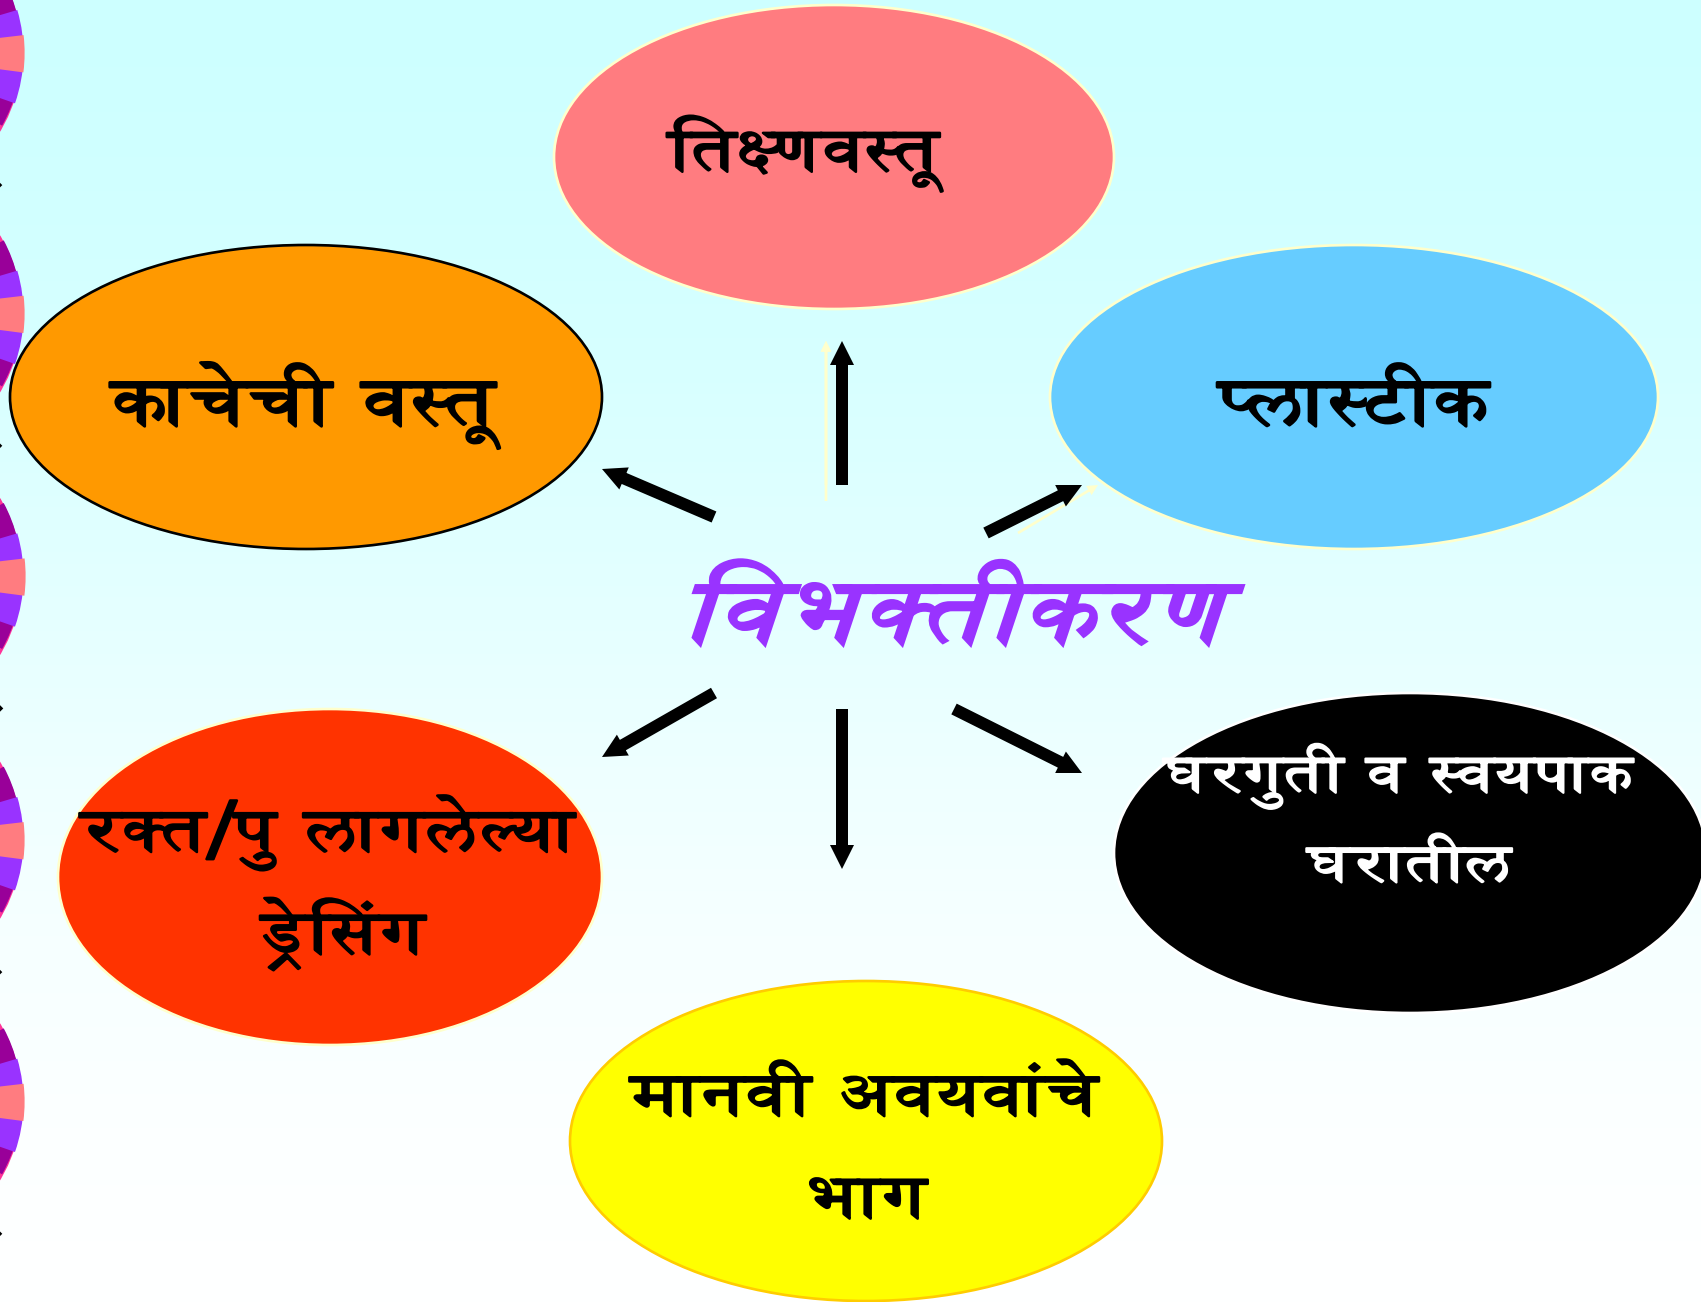 तिक्ष्णवस्तू
काचेची वस्तू
प्लास्टीक
विभक्तीकरण
घरगुती व स्वयपाक
घरातील
रक्त/पु लागलेल्या
ड्रेसिंग
मानवी अवयवांचे
भाग